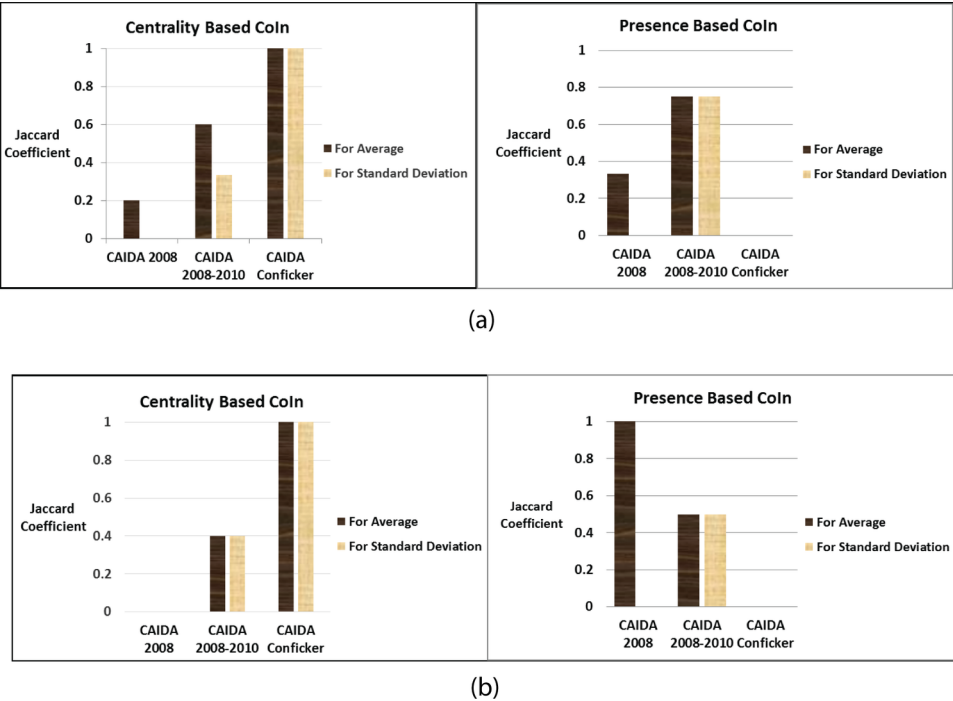 Centrality Based CoIn
1
0.8
0.6
0.4
0.2
0
Jaccard
Coefficient
CAIDA 2008
CAIDA
2008-2010
CAIDA
Conficker
For Average
For Standard Deviation
Presence Based CoIn
1
0.8
0.6
0.4
0.2
0
Jaccard
Coefficient
CAIDA
2008
CAIDA
2008-2010
CAIDA
Conficker
For Average
For Standard Deviation
(a)
Centrality Based CoIn
1
0.8
0.6
0.4
0.2
0
Jaccard
Coefficient
CAIDA
2008
CAIDA
2008-2010
CAIDA
Conficker
For Average
For Standard Deviation
Presence Based CoIn
1
0.8
0.6
0.4
0.2
0
Jaccard
Coefficient
CAIDA
2008
CAIDA
2008-2010
CAIDA
Conficker
For Average
For Standard Deviation
(b)